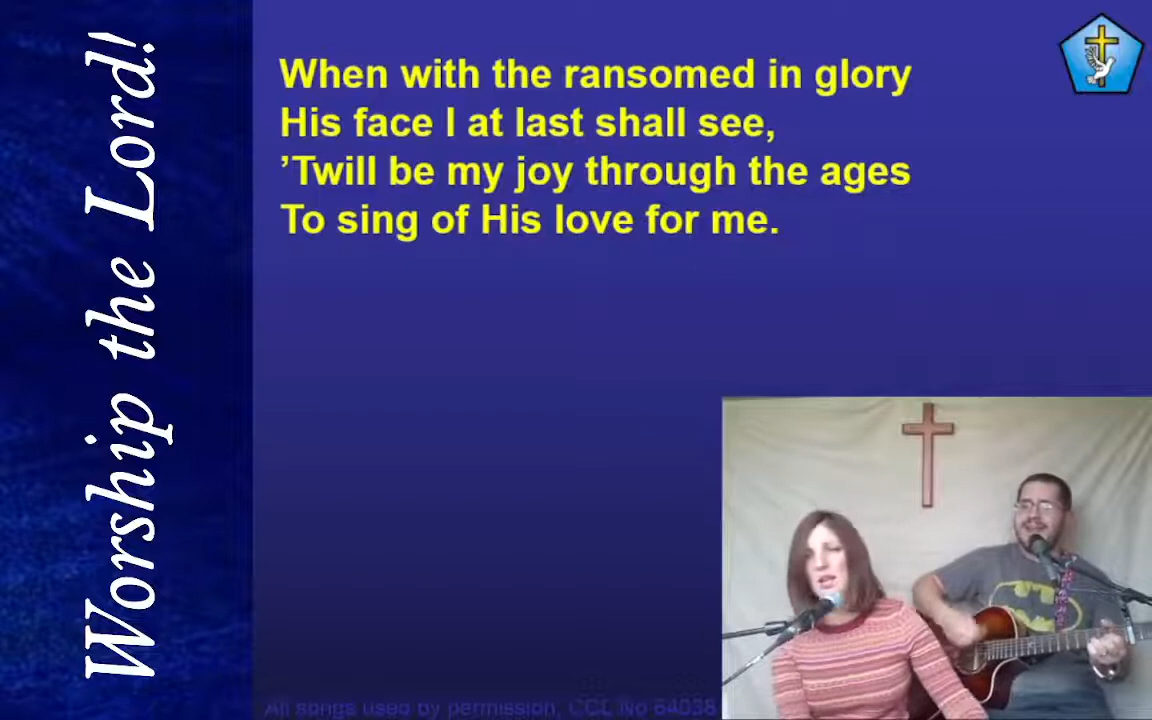 Worship the Lord!
When with the ransomed in glory
His face I at last shall see,
’Twill be my joy through the ages
To sing of His love for me.
All songs used by permission, CCL No 64038